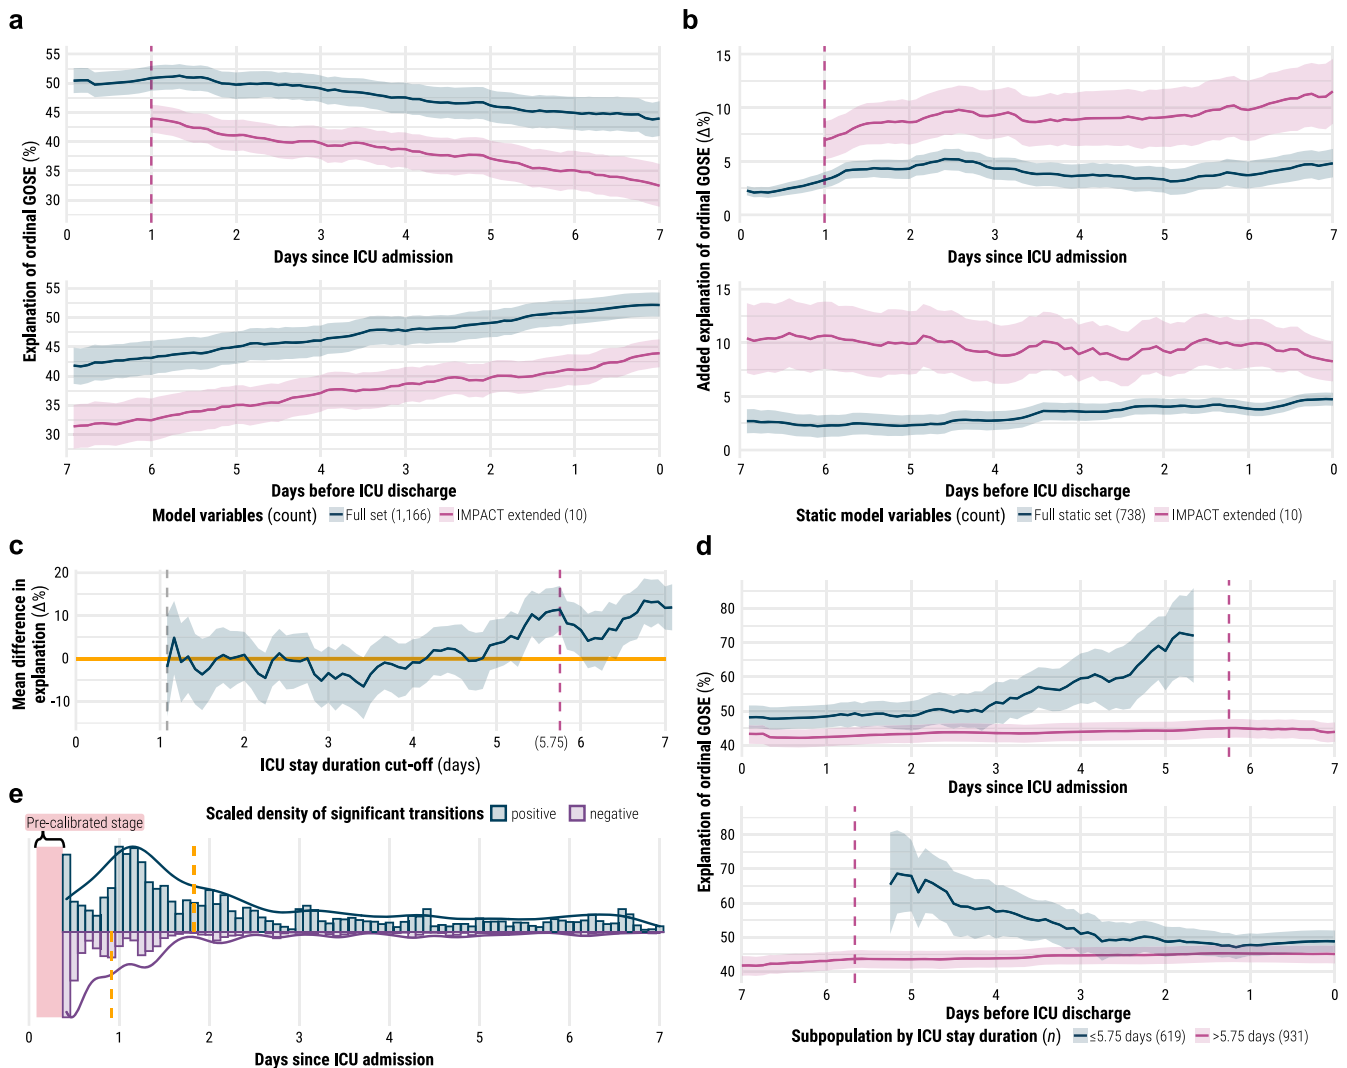 a
Explanation of ordinal GOSE (%)
55
50
45
40
35
30
0 1 2 3 4 5 6 7
Days since ICU admission
55
50
45
40
35
30
7 6 5 4 3 2 1 0
Days before ICU discharge
Model variables (count) Full set (1,166) IMPACT extended (10)
b
Added explanation of ordinal GOSE (Δ%)
15
10
5
0
0 1 2 3 4 5 6 7
Days since ICU admission
15
10
5
0
7 6 5 4 3 2 1 0
Days before ICU discharge
Static model variables (count) Full static set (738) IMPACT extended (10)
c
Mean difference in
explanation (Δ%)
20
10
0
-10
0 1 2 3 4 5 (5.75) 6 7
ICU stay duration cut-off (days)
d
Explanation of ordinal GOSE (%)
80
70
60
50
40
0 1 2 3 4 5 6 7
Days since ICU admission
80
70
60
50
40
7 6 5 4 3 2 1 0
Days before ICU discharge
Subpopulation by ICU stay duration (n) ≤5.75 days (619) >5.75 days (931)
e
Scaled density of significant transitions positive negative
Pre-calibrated stage
0 1 2 3 4 5 6 7
Days since ICU admission